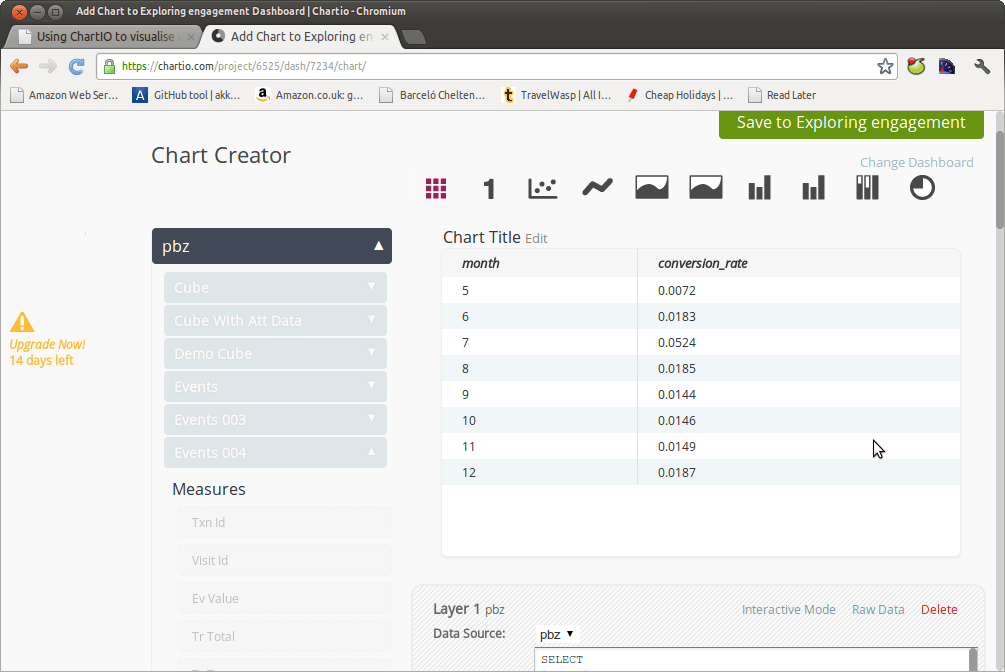 Add Chart to Exploring engagement Dashboard | Chartio - Chromium
Using ChartIO to visualise
Add Chart to Exploring en
https://chartio.com/project/6525/dash/7234/chart/
Amazon Web Ser...
GitHub tool | akk...
Amazon.co.uk: g...
Barceló Chelten...
TravelWasp | All I...
Cheap Holidays | ...
Read Later
Save to Exploring engagement
Chart Creator
Change Dashboard
1
pbz
Chart Title Edit
month conversion_rate
5 0.0072
6 0.0183
7 0.0524
8 0.0185
9 0.0144
10 0.0146
11 0.0149
12 0.0187
Cube
Cube WIth Att Data
Demo Cube
Events
Events 003
Events 004
Upgrade Now!
14 days left
Measures
Txn Id
Visit Id
Ev Value
Tr Total
Layer 1 pbz
Interactive Mode Raw Data Delete
Data Source: pbz
SELECT